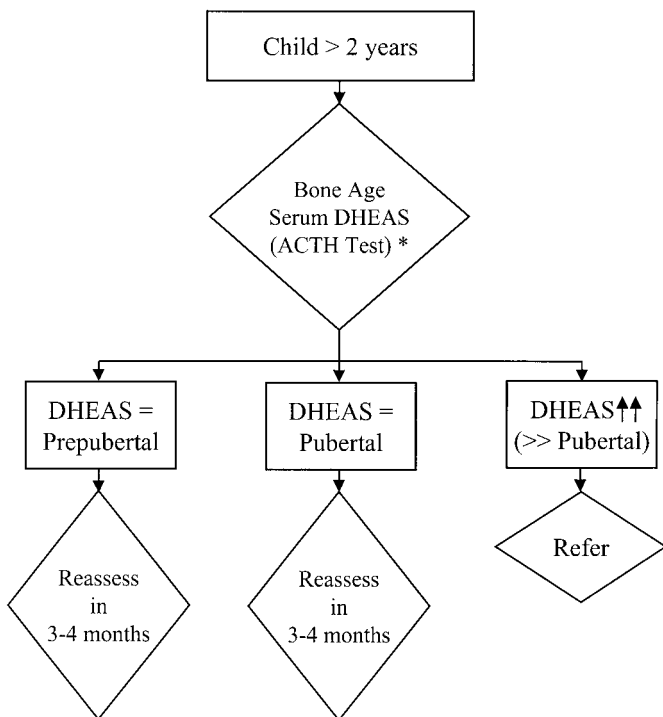 Child > 2 years
Bone Age
Serum DHEAS
(ACTH Test) *
DHEAS =
Prepubertal
DHEAS =
Pubertal
DHEAS↑↑
(>> Pubertal)
Reassess
in
3-4 months
Reassess
in
3-4 months
Refer